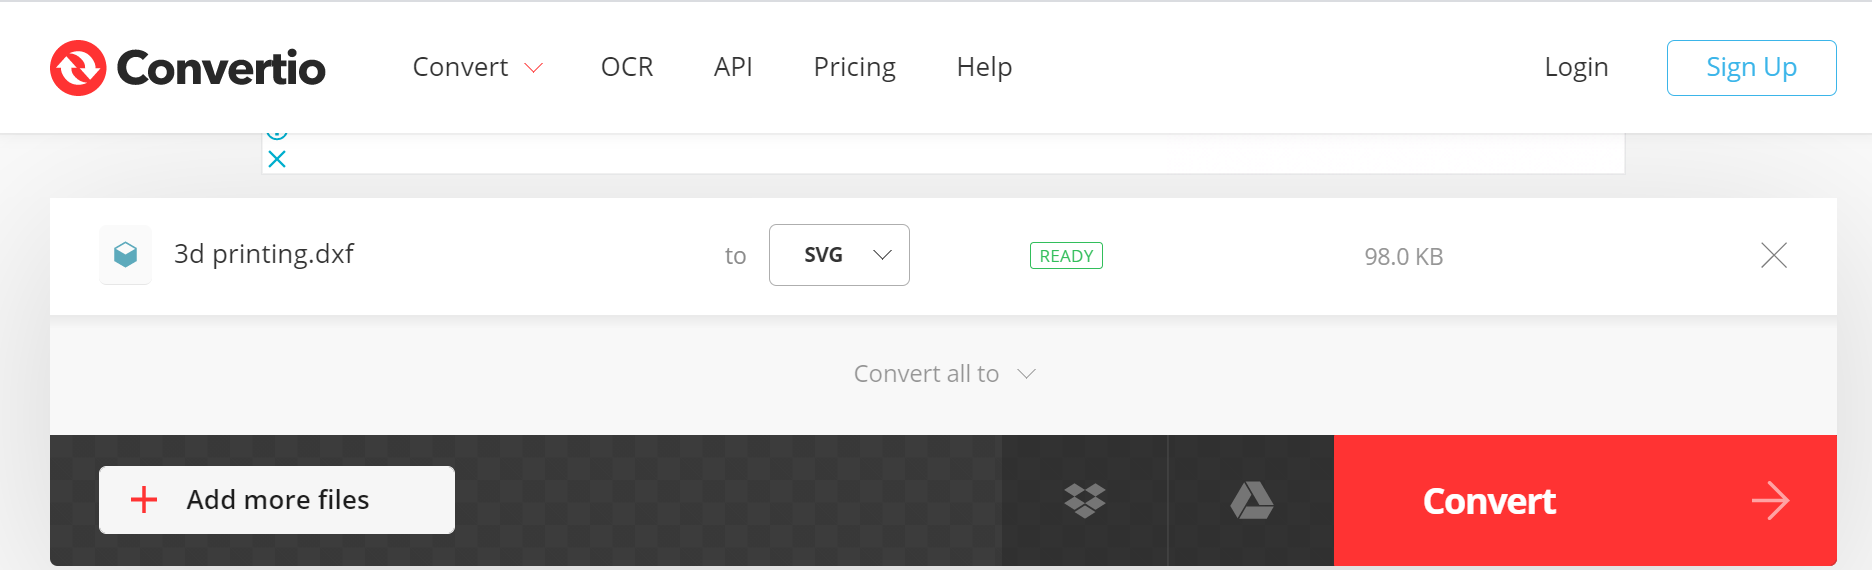 Convertio
Convert
OCR
API
Pricing
Help
Login
Sign Up
3d printing.dxf
to
SVG
READY
98.0 KB
Convert all to
Add more files
Convert